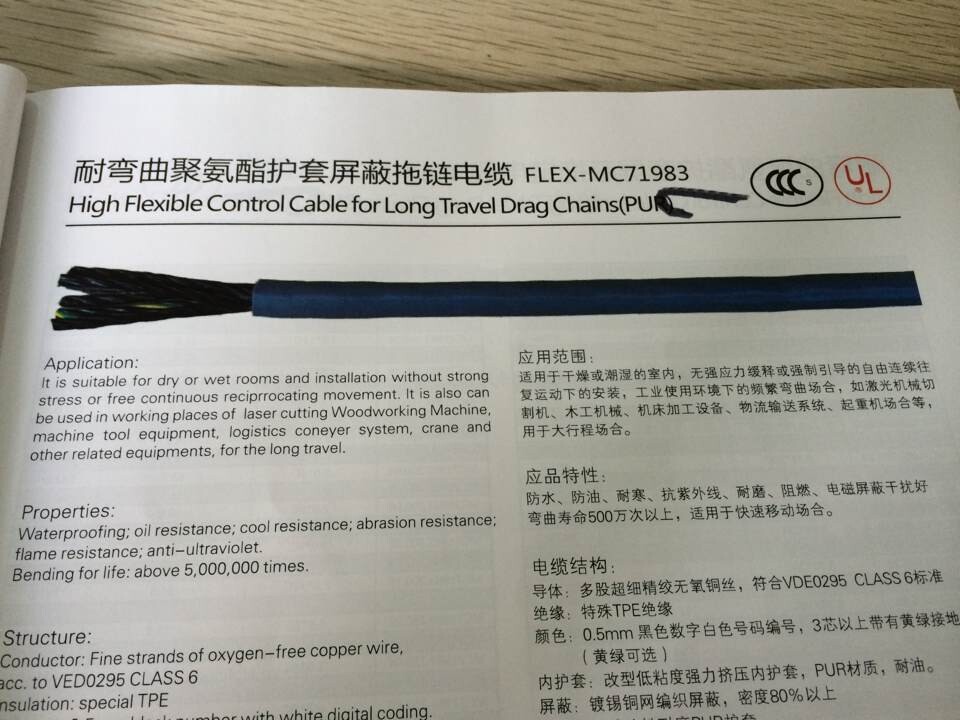 耐弯曲聚氨酯护套屏蔽拖链电缆 FLEX-MC71983
High Flexible Control Cable for Long Travel Drag Chains(PUR)
CCC S
UL
Application:
It is suitable for dry or wet rooms and installation without strong
stress or free continuous reciprrocating movement. It is also can
be used in working places of laser cutting Woodworking Machine,
machine tool equipment, logistics coneyer system, crane and
other related equipments, for the long travel.
Properties:
Waterproofing; oil resistance; cool resistance; abrasion resistance;
flame resistance; anti-ultraviolet.
Bending for life: above 5,000,000 times.
Structure:
Conductor: Fine strands of oxygen-free copper wire,
acc. to VED0295 CLASS 6
Insulation: special TPE
number with white digital coding.
应用范围:
适用于干燥或潮湿的室内，无强应力缓释或强制引导的自由连续往
复运动下的安装，工业使用环境下的频繁弯曲场合，如激光机械切
割机、木工机械、机床加工设备、物流输送系统、起重机场合等，
用于大行程场合。
应品特性:
防水、防油、耐寒、抗紫外线、耐磨、阻燃、电磁屏蔽干扰好
弯曲寿命500万次以上，适用于快速移动场合。
电缆结构:
导体: 多股超细精绞无氧铜丝，符合VDE0295 CLASS 6标准
绝缘: 特殊TPE绝缘
颜色: 0.5mm 黑色数字白色号码编号，3芯以上带有黄绿接地
(黄绿可选)
内护套: 改型低粘度强力挤压内护套，PUR材质，耐油。
屏蔽: 镀锡铜网编织屏蔽，密度80%以上